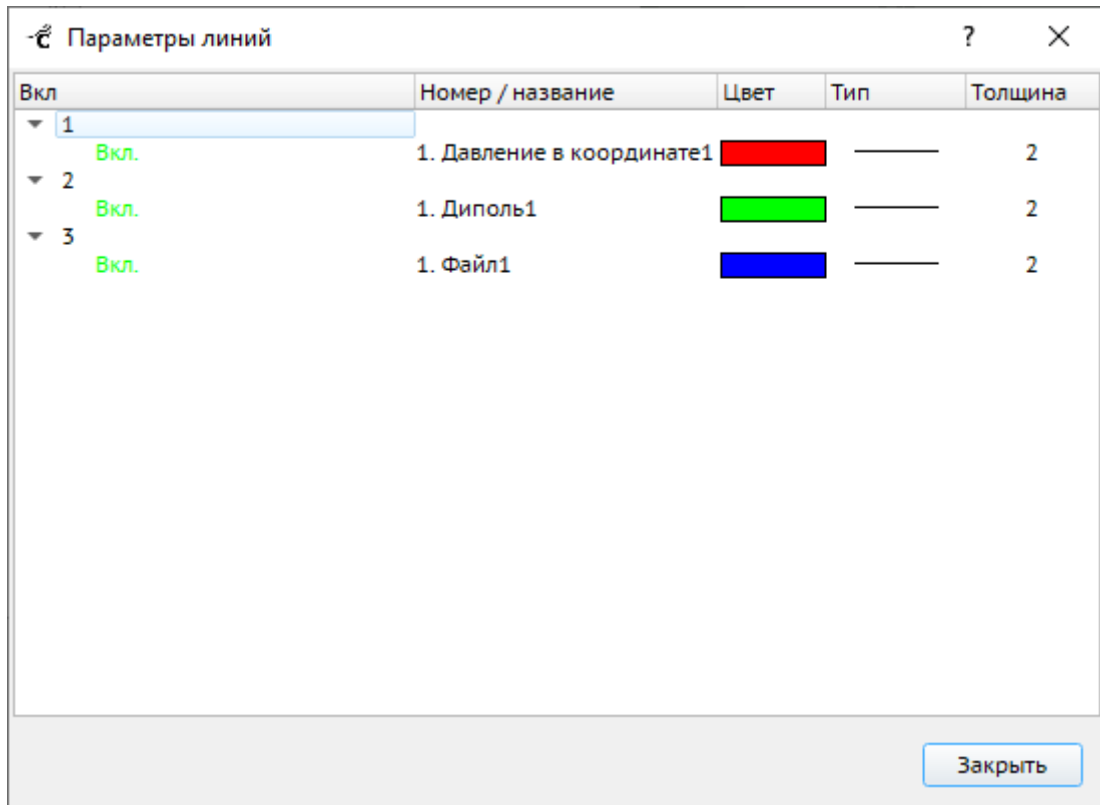 Параметры линий ?
Вкл Номер / название Цвет Тип Толщина
1
Вкл. 1. Давление в координате1 2
2
Вкл. 1. Диполь1 2
3
Вкл. 1. Файл1 2
Закрыть